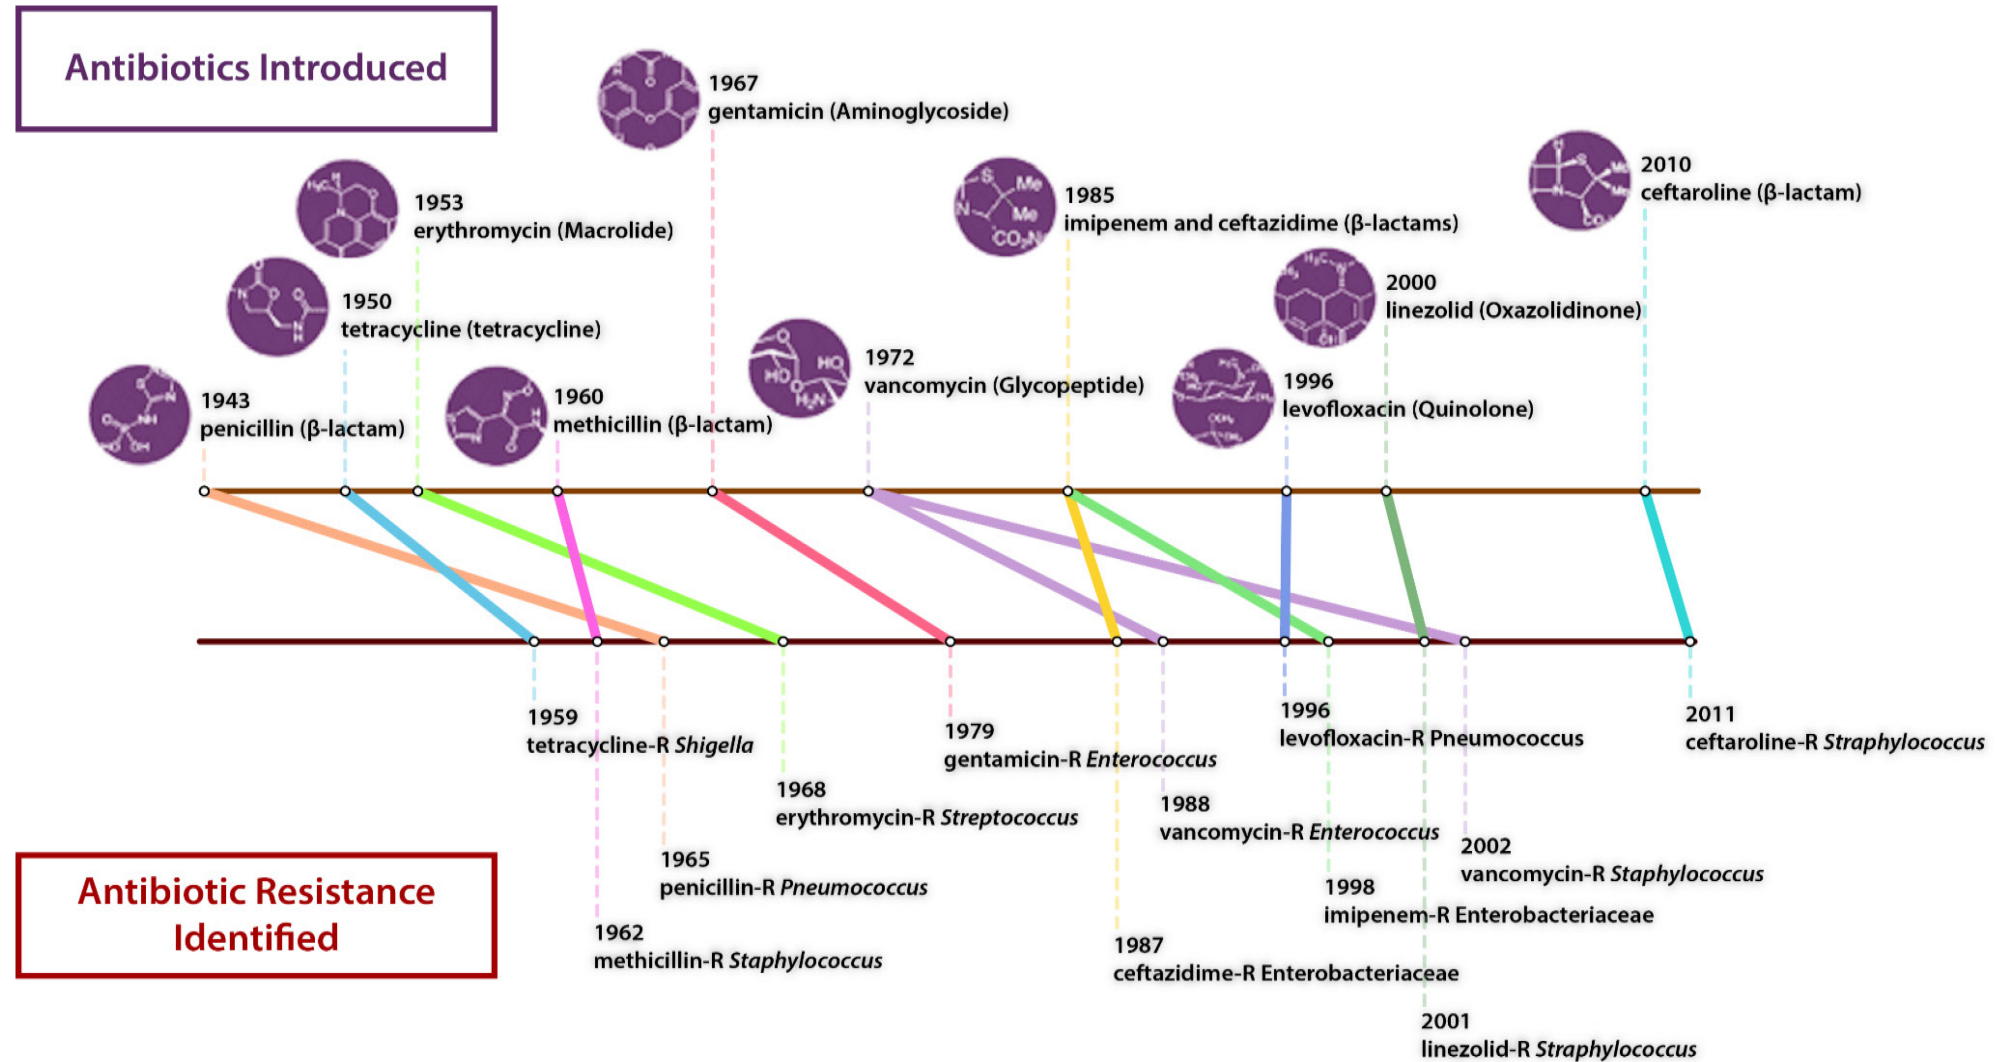 Antibiotics Introduced
1967
gentamicin (Aminoglycoside)
1953
erythromycin (Macrolide)
1985
imipenem and ceftazidime (β-lactams)
2010
ceftaroline (β-lactam)
1950
tetracycline (tetracycline)
2000
linezolid (Oxazolidinone)
1943
penicillin (β-lactam)
1960
methicillin (β-lactam)
1972
vancomycin (Glycopeptide)
1996
levofloxacin (Quinolone)
1959
tetracycline-R Shigella
1979
gentamicin-R Enterococcus
1996
levofloxacin-R Pneumococcus
2011
ceftaroline-R Straphylococcus
1968
erythromycin-R Streptococcus
1988
vancomycin-R Enterococcus
1965
penicillin-R Pneumococcus
2002
vancomycin-R Staphylococcus
1998
imipenem-R Enterobacteriaceae
1962
methicillin-R Staphylococcus
1987
ceftazidime-R Enterobacteriaceae
2001
linezolid-R Straphylococcus
Antibiotic Resistance
Identified